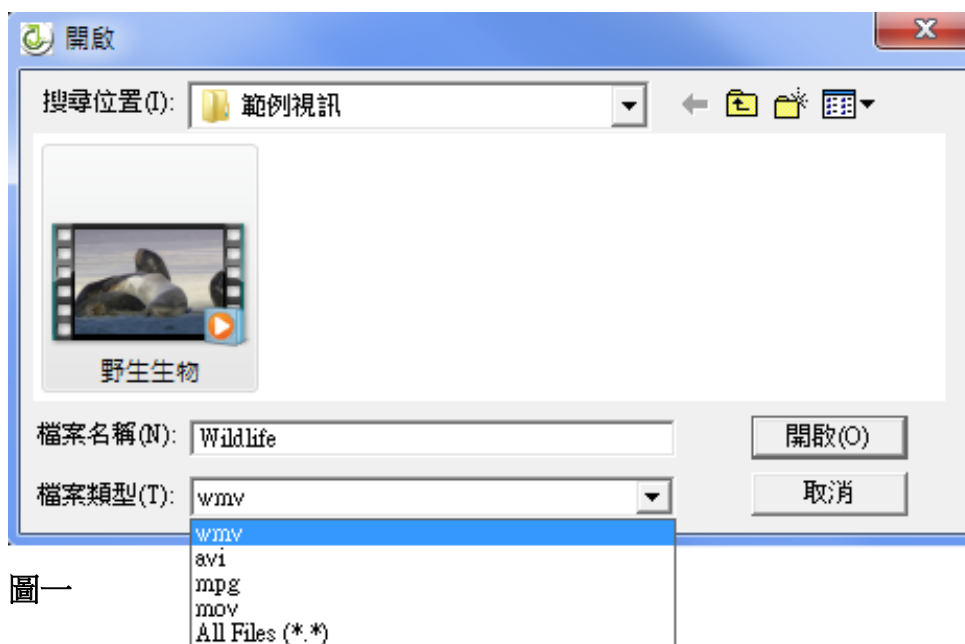 開啟
搜尋位置(I): 範例視訊
野生生物
檔案名稱(N): Wildlife 開啟(O)
檔案類型(T): wmv 取消
wmv
avi
mpg
mov
All Files (*.*)
圖一